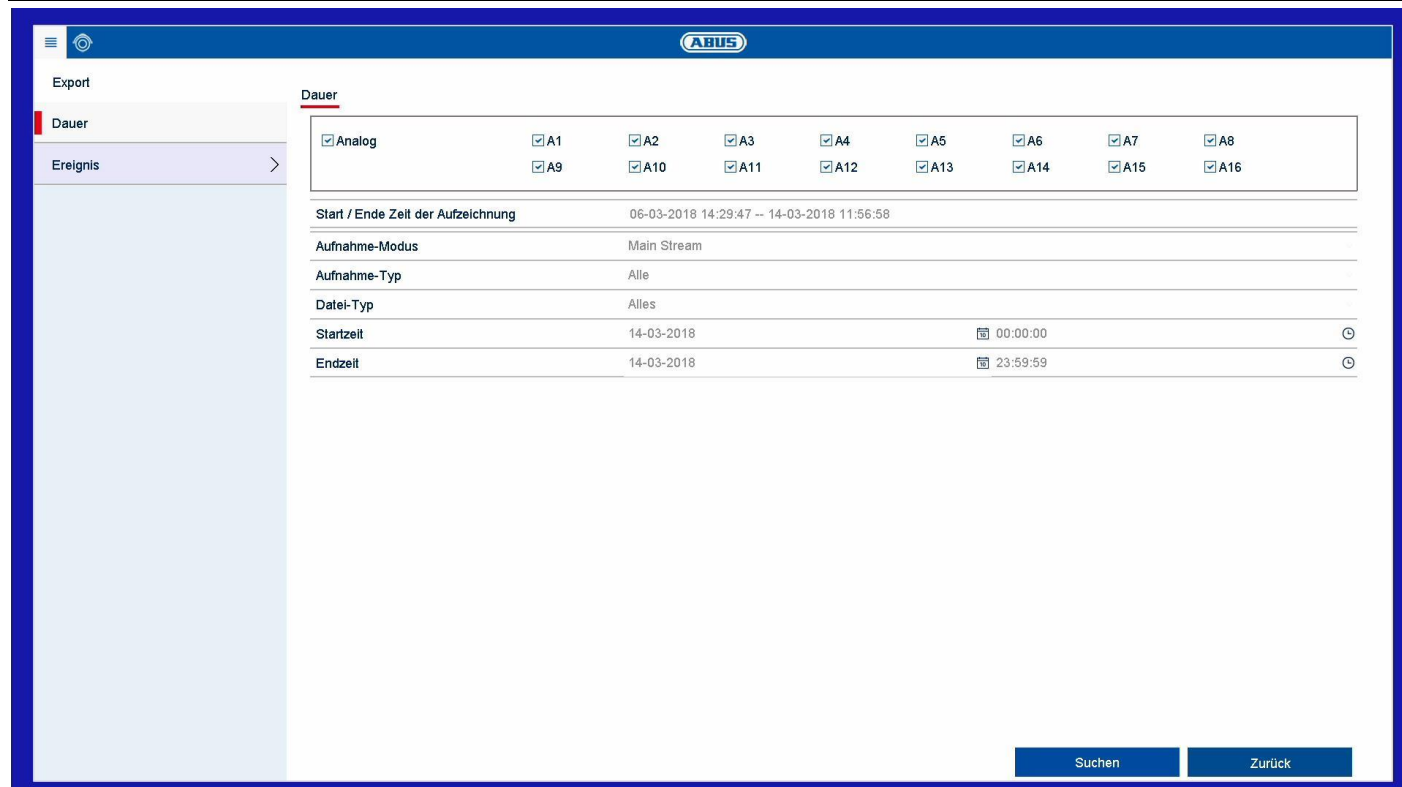 ABUS
Export
Dauer
Ereignis
Dauer
Analog A1 A2 A3 A4 A5 A6 A7 A8
A9 A10 A11 A12 A13 A14 A15 A16
Start / Ende Zeit der Aufzeichnung 06-03-2018 14:29:47 -- 14-03-2018 11:56:58
Aufnahme-Modus Main Stream
Aufnahme-Typ Alle
Datei-Typ Alles
Startzeit 14-03-2018 00:00:00
Endzeit 14-03-2018 23:59:59
Suchen Zurück